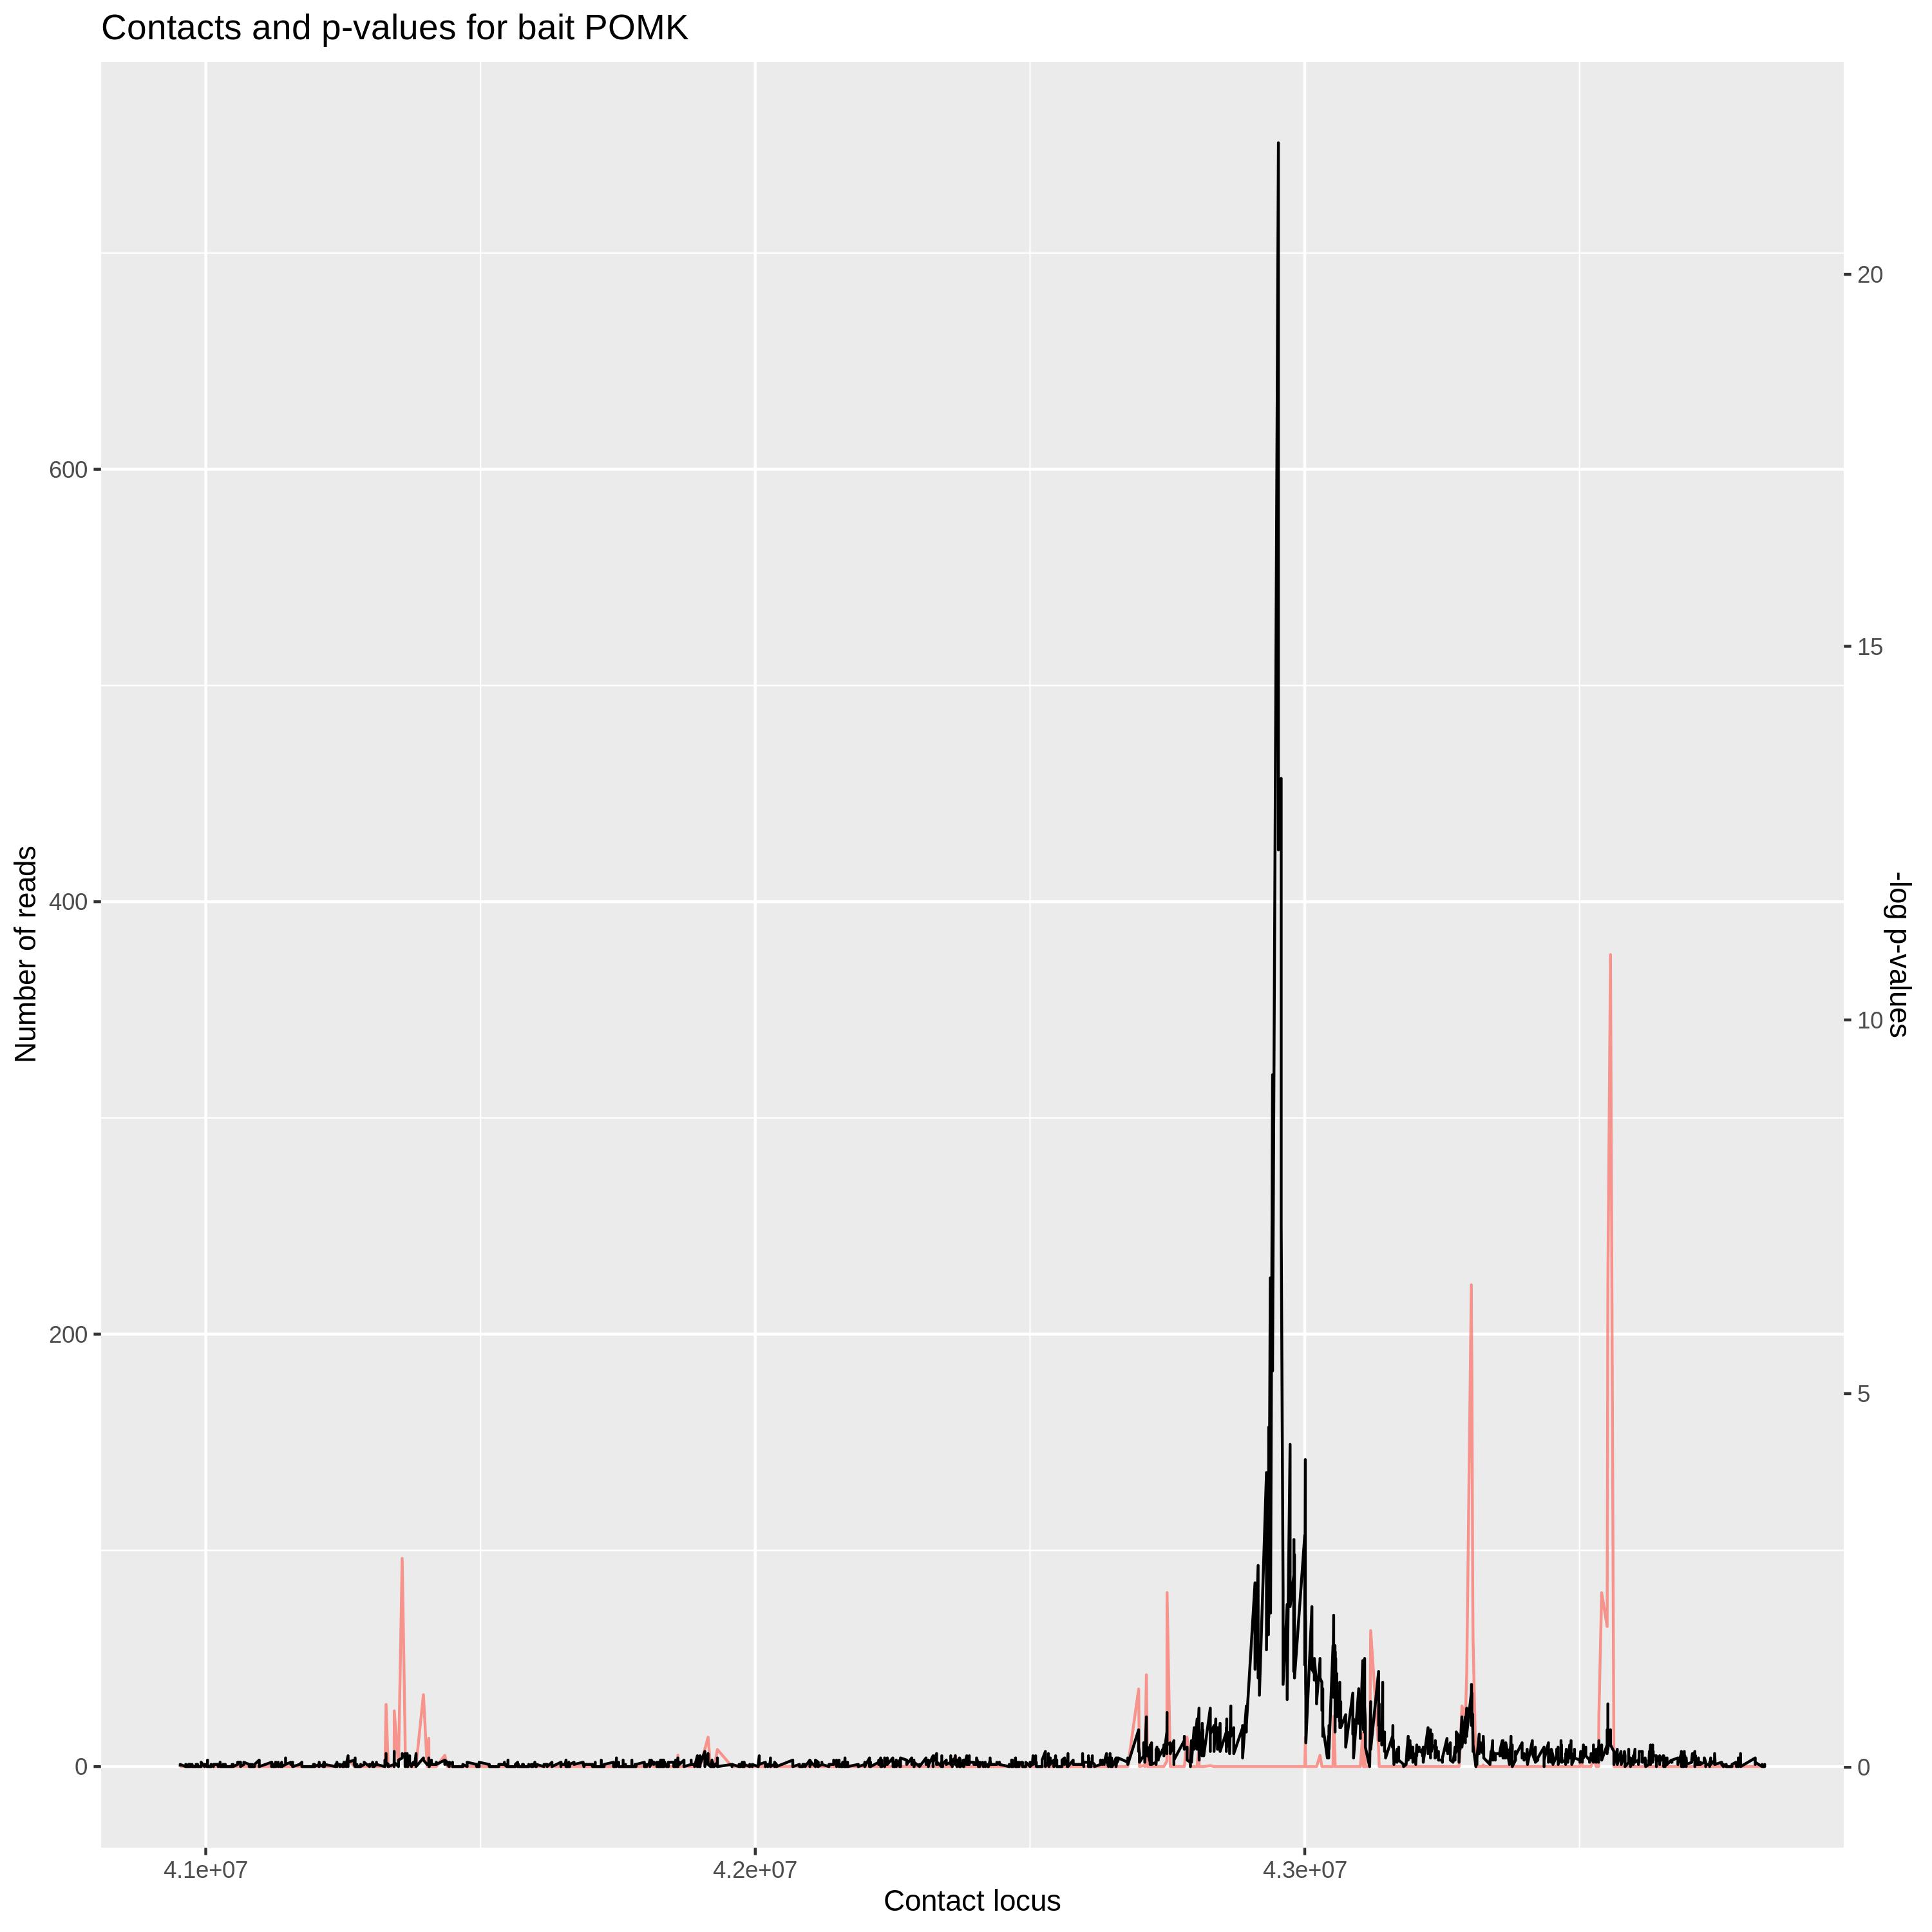 Contacts and p-values for bait POMK
Number of reads
600
400
200
0
20
15
10
5
0
-log p-values
4.1e+07
4.2e+07
4.3e+07
Contact locus